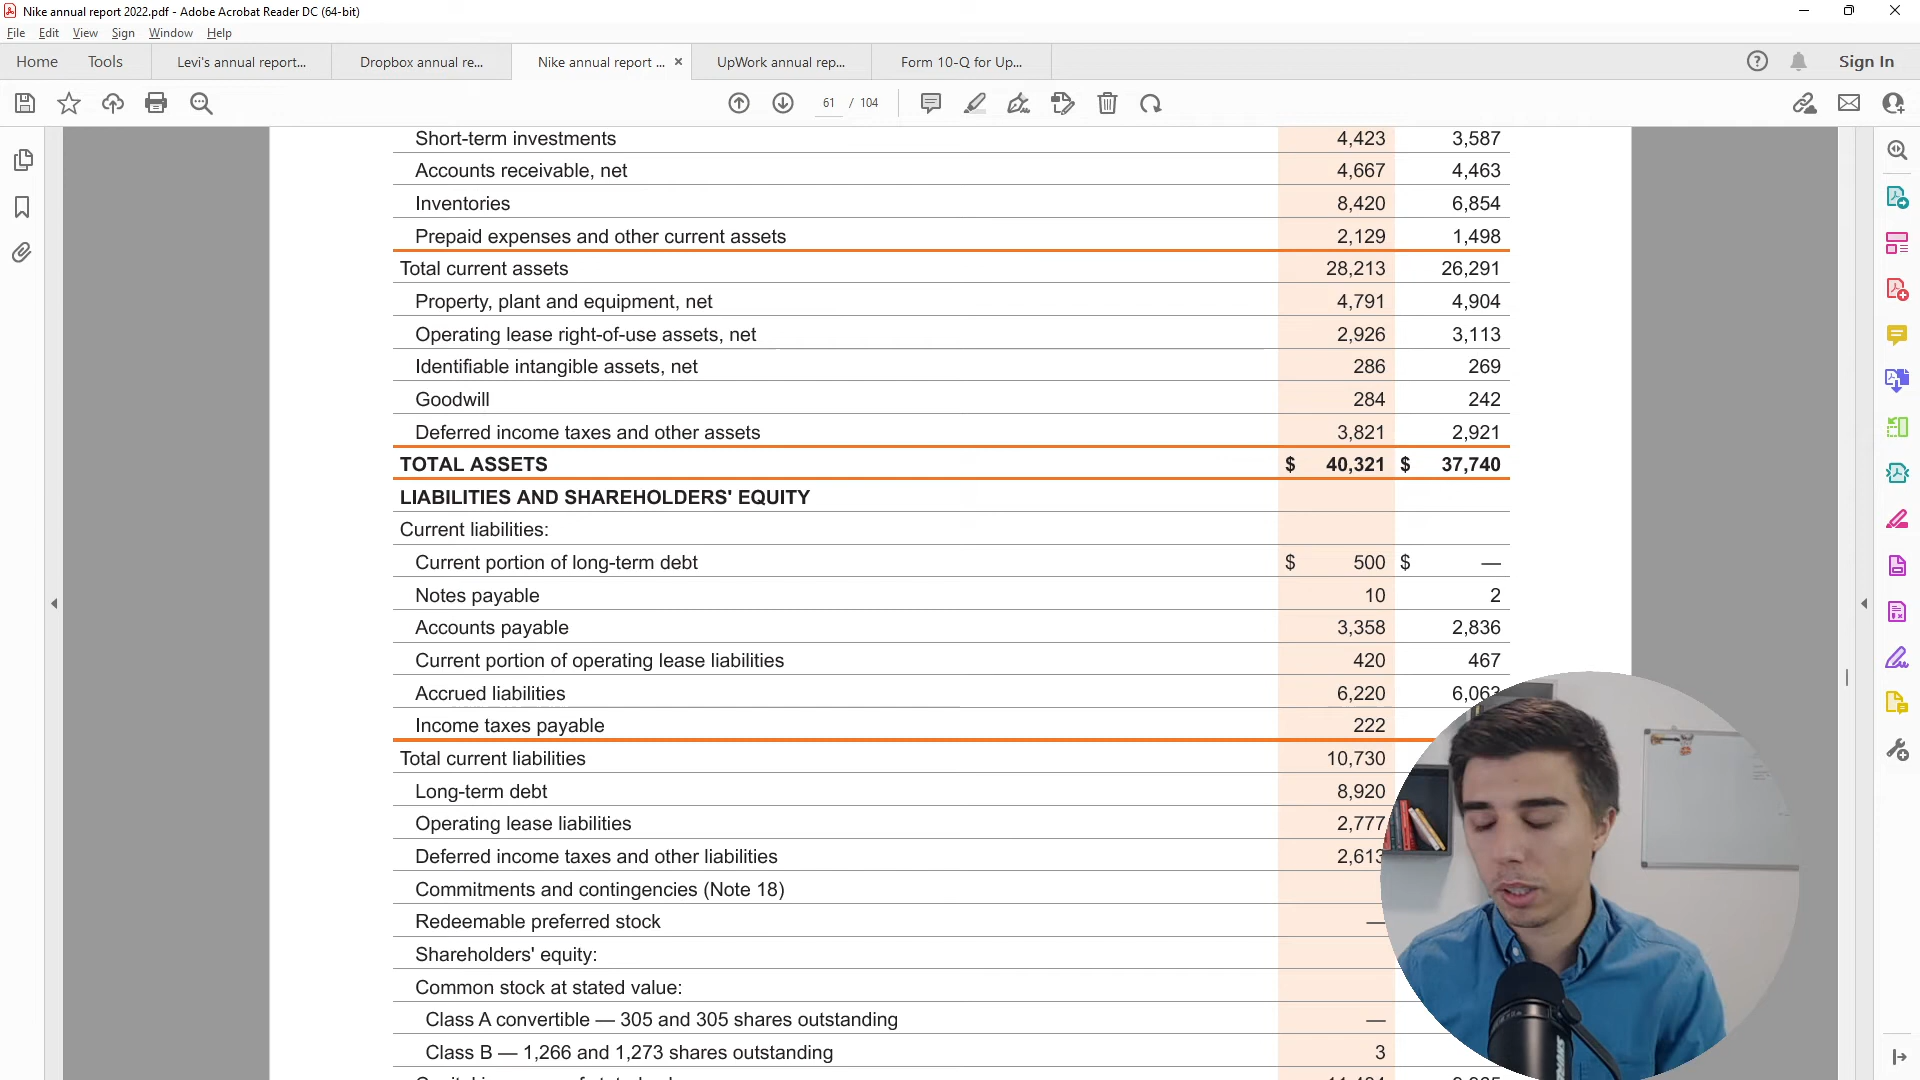 Nike annual report 2022.pdf - Adobe Acrobat Reader DC (64-bit)
File Edit View Sign Window Help
Home Tools Levi's annual report... Dropbox annual re... Nike annual report ... × UpWork annual rep... Form 10-Q for Up... Sign In
61 / 104
Short-term investments 4,423 3,587
Accounts receivable, net 4,667 4,463
Inventories 8,420 6,854
Prepaid expenses and other current assets 2,129 1,498
Total current assets 28,213 26,291
Property, plant and equipment, net 4,791 4,904
Operating lease right-of-use assets, net 2,926 3,113
Identifiable intangible assets, net 286 269
Goodwill 284 242
Deferred income taxes and other assets 3,821 2,921
TOTAL ASSETS $ 40,321 $ 37,740
LIABILITIES AND SHAREHOLDERS' EQUITY
Current liabilities:
Current portion of long-term debt $ 500 $ —
Notes payable 10 2
Accounts payable 3,358 2,836
Current portion of operating lease liabilities 420 467
Accrued liabilities 6,220 6,063
Income taxes payable 222
Total current liabilities 10,730
Long-term debt 8,920
Operating lease liabilities 2,777
Deferred income taxes and other liabilities 2,613
Commitments and contingencies (Note 18)
Redeemable preferred stock —
Shareholders' equity:
Common stock at stated value:
Class A convertible — 305 and 305 shares outstanding —
Class B — 1,266 and 1,273 shares outstanding 3